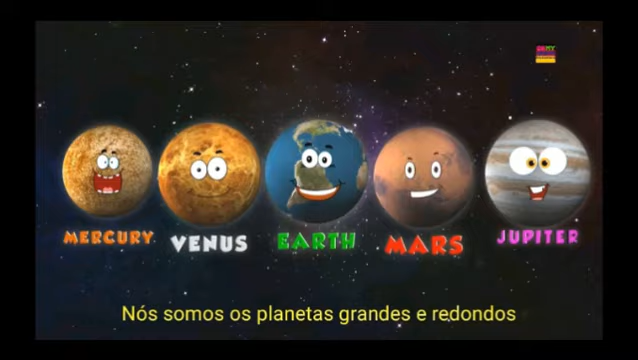 MERCURY
VENUS
EARTH
MARS
JUPITER
Nós somos os planetas grandes e redondos